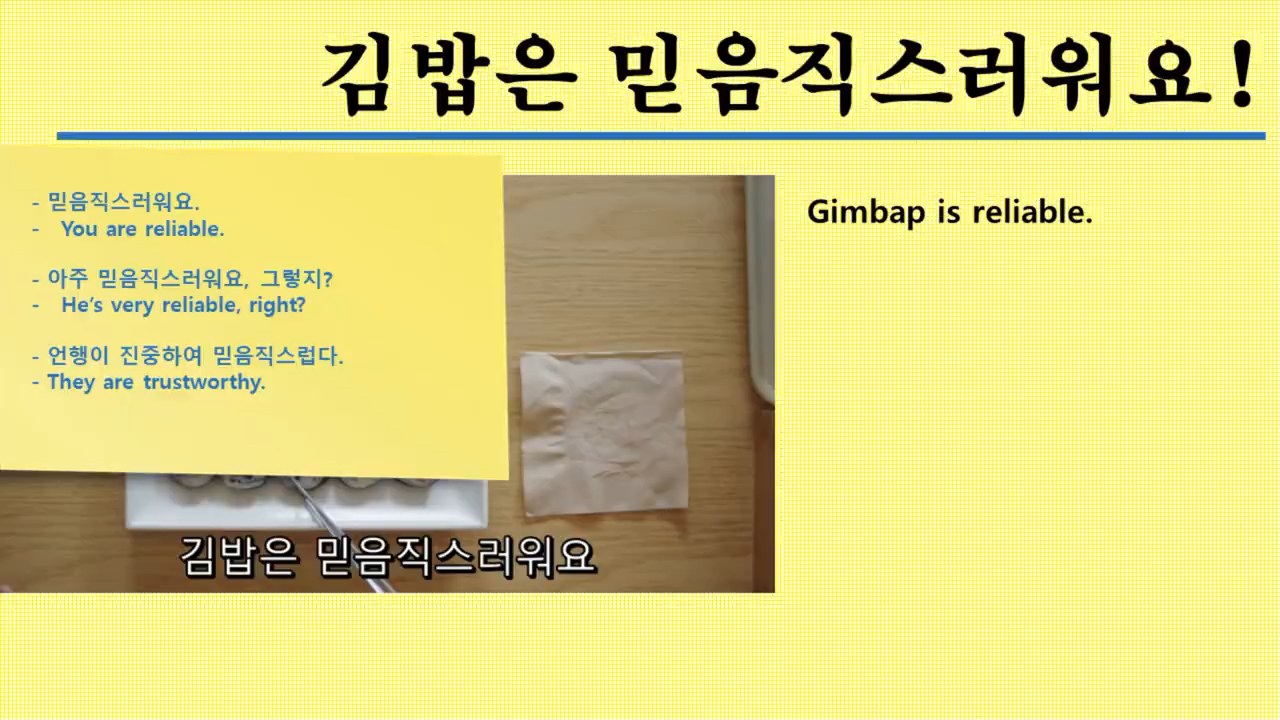 김밥은 믿음직스러워요!
- 믿음직스러워요.
- You are reliable.
- 아주 믿음직스러워요, 그렇지?
- He's very reliable, right?
- 언행이 진중하여 믿음직스럽다.
- They are trustworthy.
Gimbap is reliable.
김밥은 믿음직스러워요